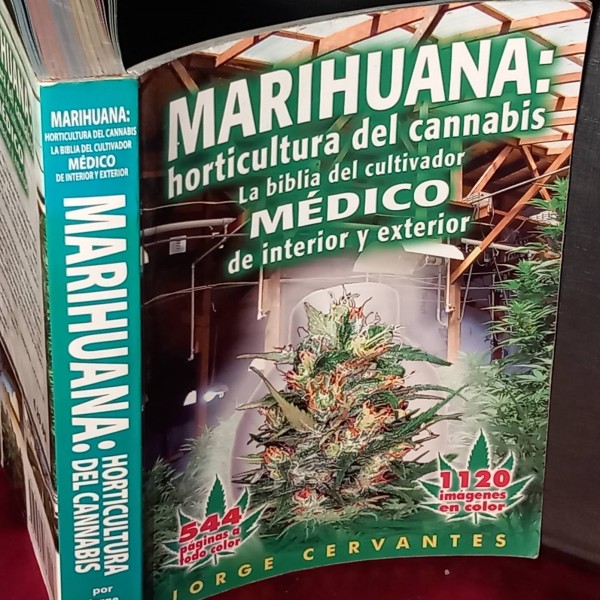 MARIHUANA:
HORTICULTURA DEL CANNABIS
LA BIBLIA DEL CULTIVADOR
MÉDICO
DE INTERIOR Y EXTERIOR
MARIHUANA:
HORTICULTURA
DEL CANNABIS
por
MARIHUANA:
horticultura del cannabis
La biblia del cultivador
MÉDICO
de interior y exterior
544
páginas a
todo color
1120
imagenes
en color
JORGE CERVANTES